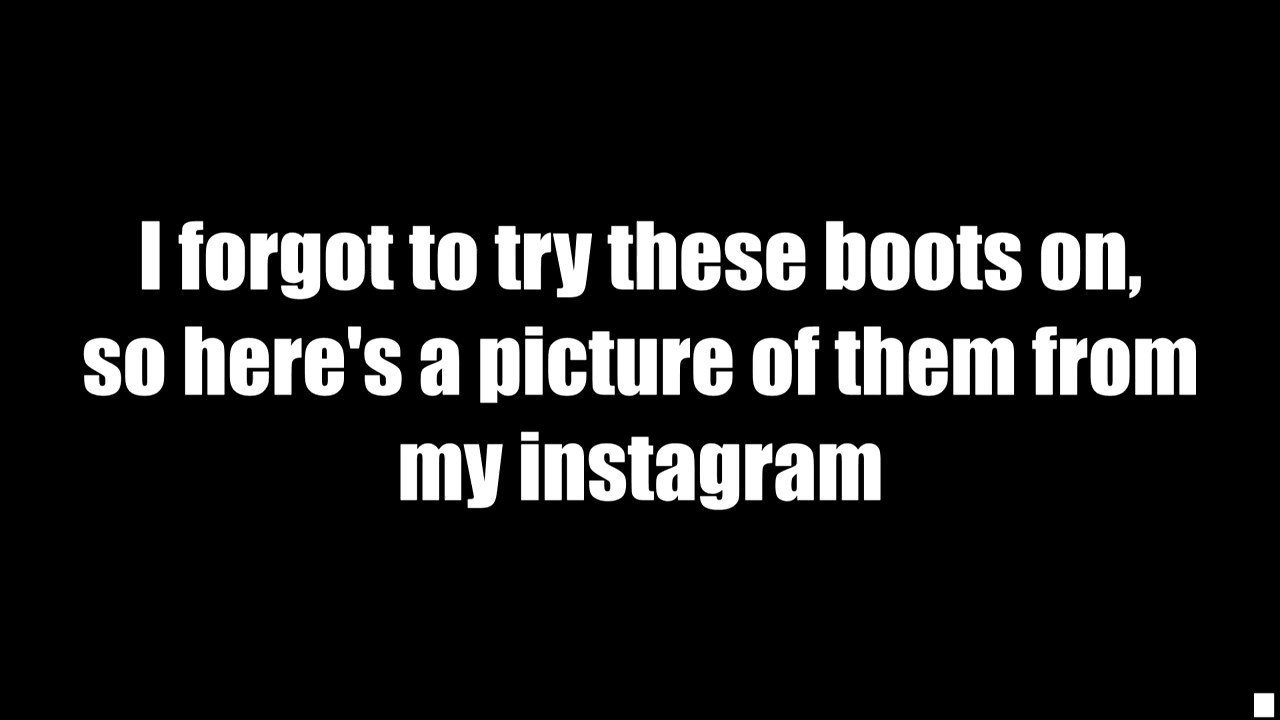 I forgot to try these boots on,
so here's a picture of them from
my instagram